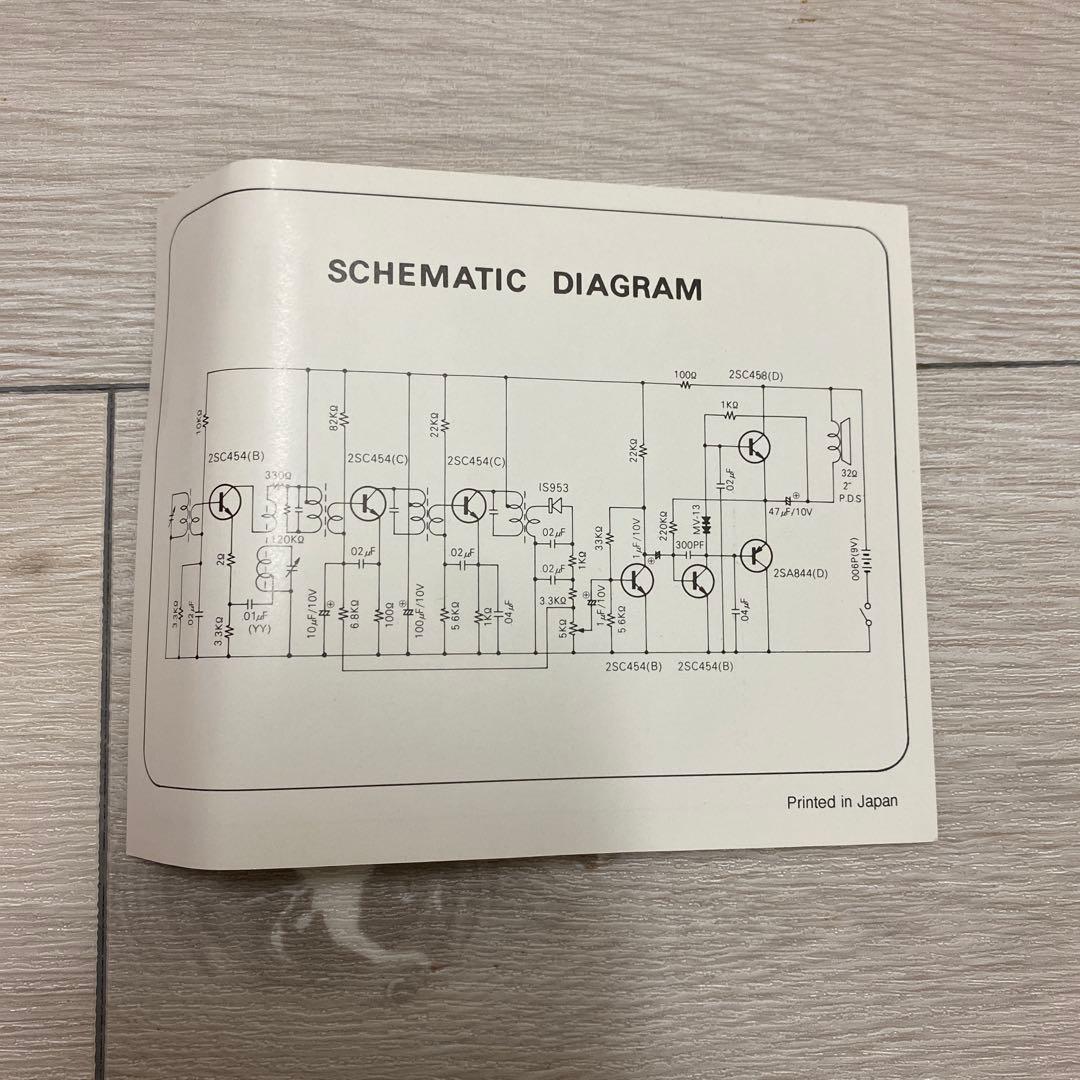 SCHEMATIC DIAGRAM
100Ω
2SC458(D)
1KΩ
10KΩ
82KΩ
22KΩ
22KΩ
2SC454(B)
2SC454(C)
2SC454(C)
330Ω
IS953
02μF
32Ω
2"
P.D.S
47μF/10V
MV-13
220KΩ
33KΩ
1μF/10V
300PF
120KΩ
2Ω
02μF
02μF
02μF
02μF
1KΩ
2SA844(D)
006P(9V)
3.3KΩ
02μF
3.3KΩ
.01μF
(YY)
10μF/10V
6.8KΩ
100Ω
100μF/10V
5.6KΩ
1KΩ
04μF
3.3KΩ
5KΩ
1μF/10V
5.6KΩ
04μF
2SC454(B)
2SC454(B)
Printed in Japan